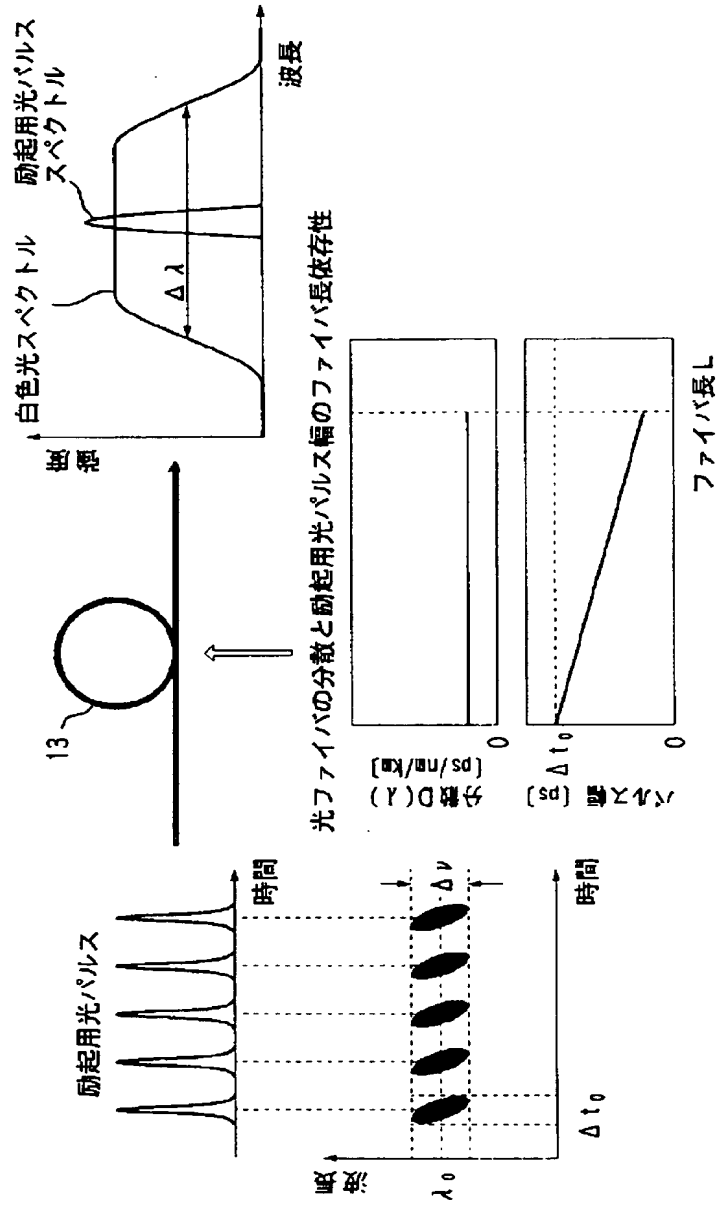 励起用光パルス
時間
波長
λ0
Δν
Δt0
時間
13
強度
白色光スペクトル
励起用光パルス
スペクトル
Δλ
波長
光ファイバの分散と励起用光パルス幅のファイバ長依存性
分散D(λ)
[ps/nm/km]
0
パルス幅 [ps]
Δt0
0
ファイバ長L